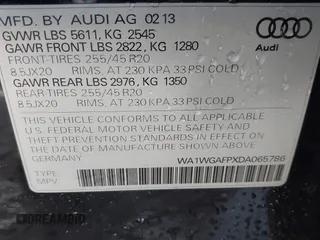 MFD. BY AUDI AG 02 13
GVWR LBS 5611, KG 2545
GAWR FRONT LBS 2822, KG 1280
FRONT-TIRES 255/45 R20
8.5JX20 RIMS, AT 230 KPA 33 PSI COLD
GAWR REAR LBS 2976, KG 1350
REAR-TIRES 255/45 R20
8.5JX20 RIMS, AT 230 KPA 33 PSI COLD
Audi
THIS VEHICLE CONFORMS TO ALL APPLICABLE
U.S. FEDERAL MOTOR VEHICLE SAFETY AND
THEFT PREVENTION STANDARDS IN EFFECT ON
THE DATE OF MANUFACTURE SHOWN ABOVE
GERMANY WA1WGAFPXDA065786
TYPE:
MPV
DREAMBID